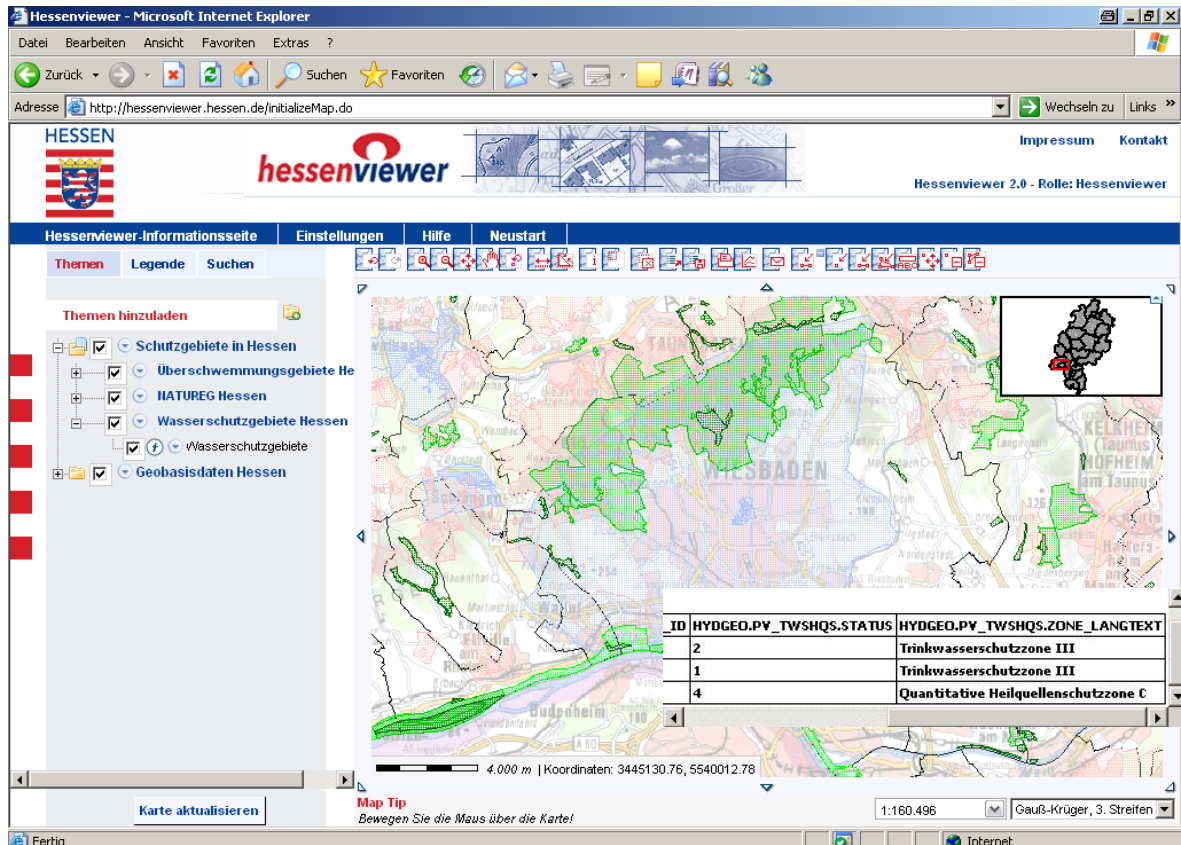 Hessenviewer - Microsoft Internet Explorer
Datei Bearbeiten Ansicht Favoriten Extras ?
Zurück Suchen Favoriten
Adresse http://hessenviewer.hessen.de/initializeMap.do Wechseln zu Links »
HESSEN
hessenviewer
Impressum Kontakt
Hessenviewer 2.0 - Rolle: Hessenviewer
Hessenviewer-Informationsseite Einstellungen Hilfe Neustart
Themen Legende Suchen
Themen hinzuladen
Schutzgebiete in Hessen
Überschwemmungsgebiete He
NATUREG Hessen
Wasserschutzgebiete Hessen
Wasserschutzgebiete
Geobasisdaten Hessen
WIESBADEN
KELKHEIM
(Taunus
HOFHEIM
am Taunus
Budenheim
A 60
_ID HYDGEO.PV_TWSHQS.STATUS HYDGEO.PV_TWSHQS.ZONE_LANGTEXT
2 Trinkwasserschutzzone III
1 Trinkwasserschutzzone III
4 Quantitative Heilquellenschutzzone C
4.000 m | Koordinaten: 3445130.76, 5540012.78
Karte aktualisieren
Map Tip
Bewegen Sie die Maus über die Karte!
1:160.496 Gauß-Krüger, 3. Streifen
Fertig Internet